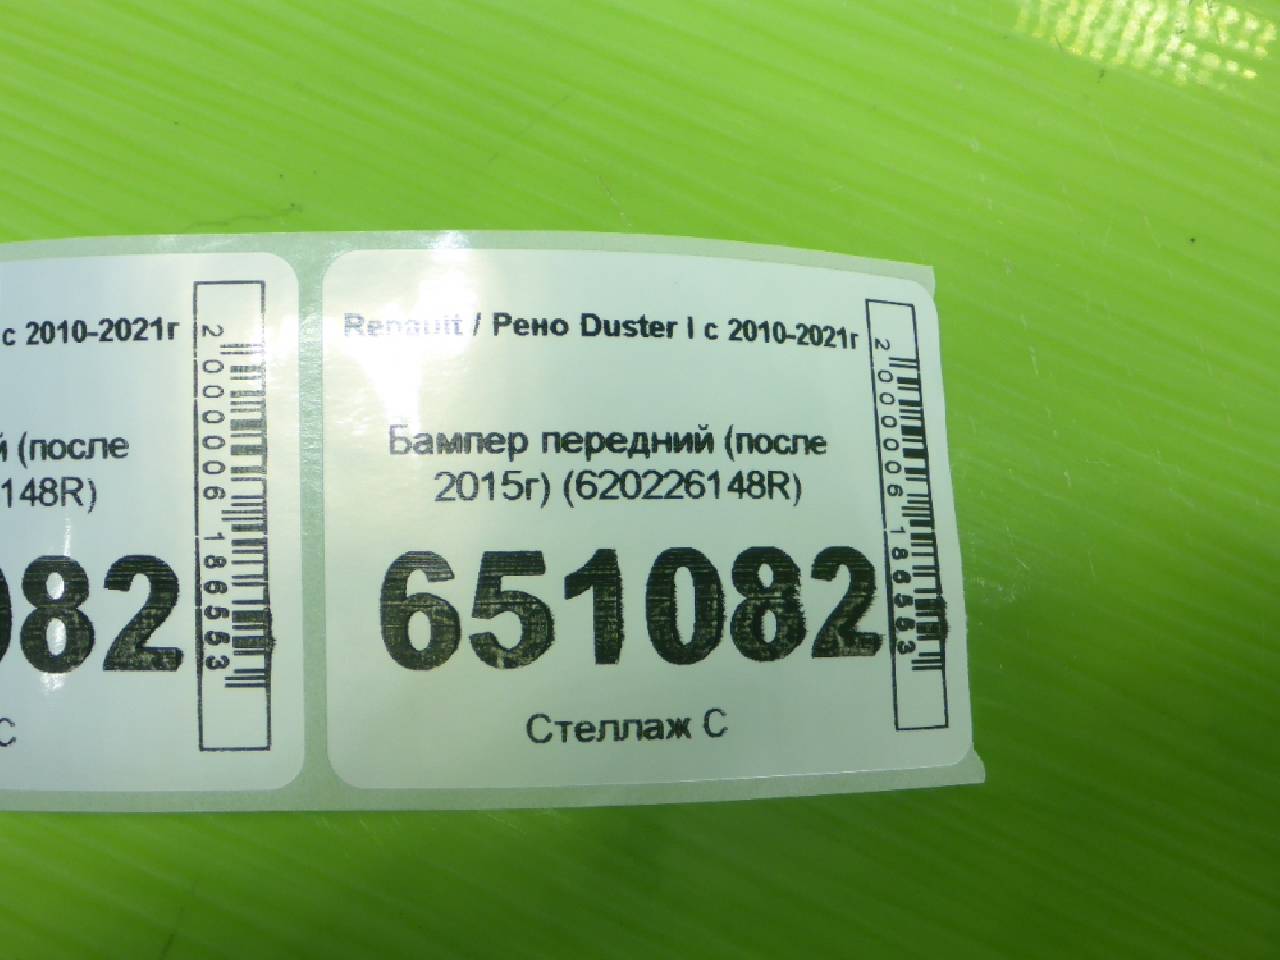 с 2010-2021г
й (после
148R)
082
С
2000006186553
Renault / Рено Duster I с 2010-2021г
Бампер передний (после
2015г) (620226148R)
651082
Стеллаж С
2000006186553